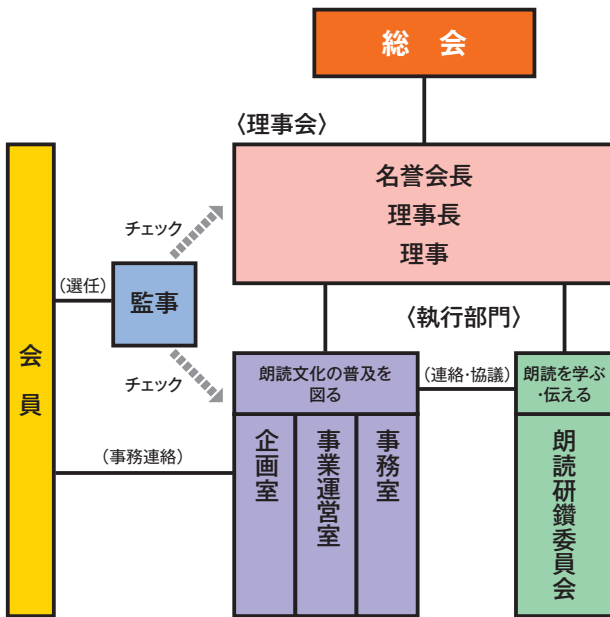 総会
〈理事会〉
名誉会長
理事長
理事
チェック
(選任)
監事
会員
チェック
〈執行部門〉
朗読文化の普及を
図る
(連絡・協議)
朗読を学ぶ
・伝える
(事務連絡)
企画室
事業運営室
事務室
朗読研鑽委員会